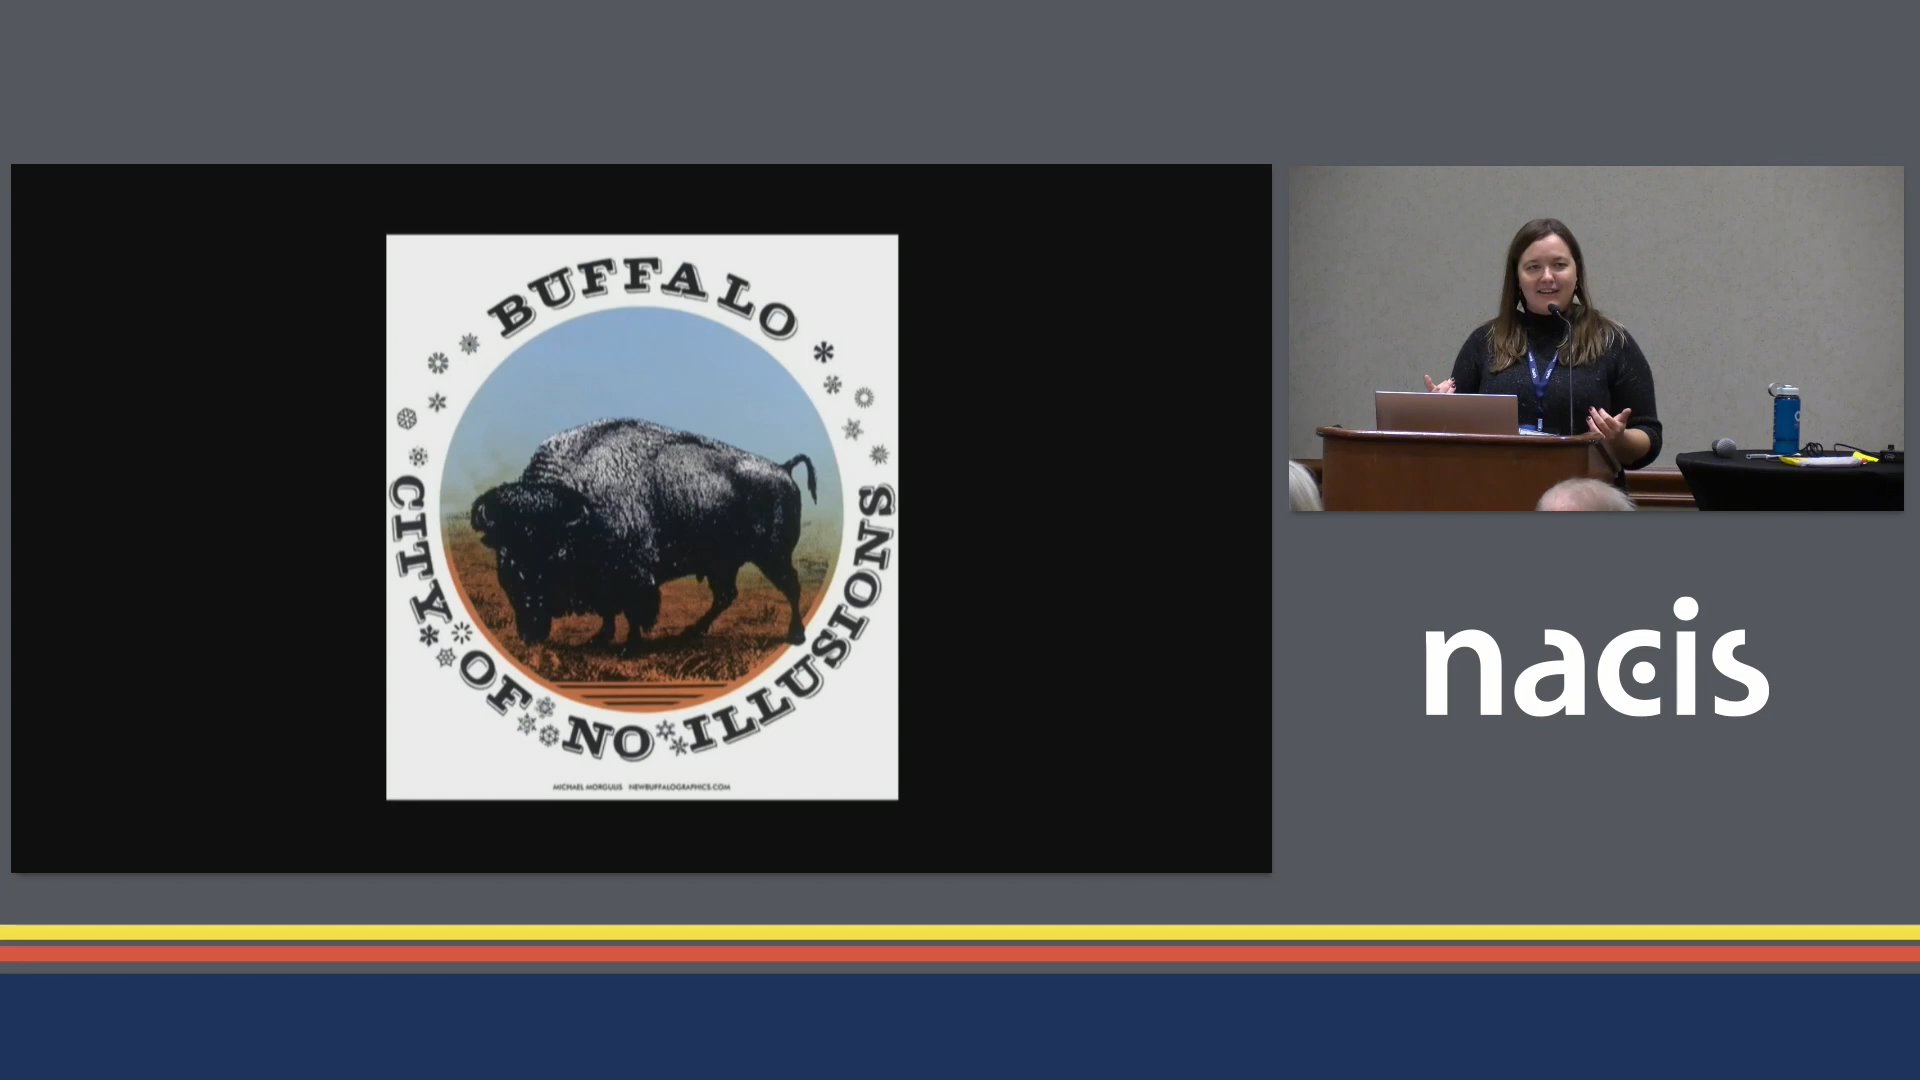 BUFFALO
CITY OF NO ILLUSIONS
MICHAEL MORGULIS NEWBUFFALOGRAPHICS.COM
nacis